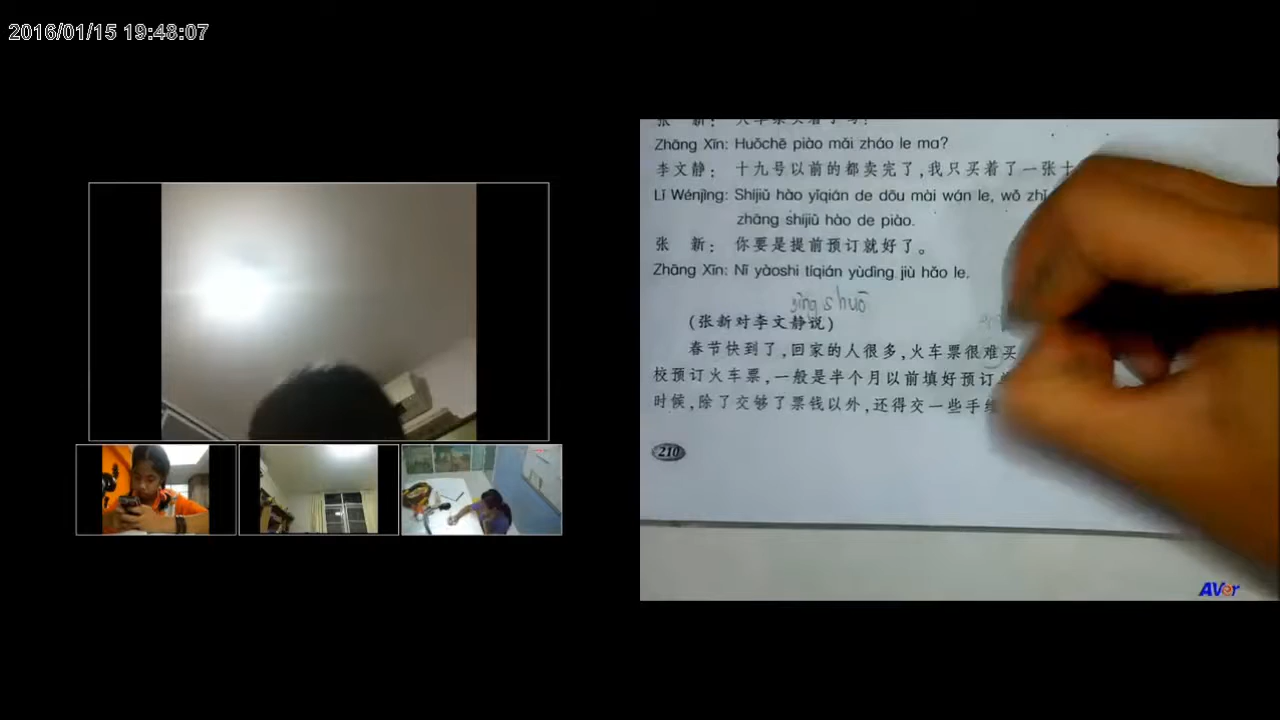 2016/01/15 19:48:07
Zhāng Xīn: Huǒchē piào mǎi zháo le ma?
李文静: 十九号以前的都卖完了,我只买着了一张十
Lǐ Wénjìng: Shíjiǔ hào yǐqián de dōu mài wán le, wǒ zhǐ
zhāng shíjiǔ hào de piào.
张 新: 你要是提前预订就好了。
Zhāng Xīn: Nǐ yàoshi tíqián yùdìng jiù hǎo le.
jìng shuō
(张新对李文静说)
春节快到了,回家的人很多,火车票很难买
校预订火车票,一般是半个月以前填好预订单
时候,除了交够了票钱以外,还得交一些手续
210
AVer